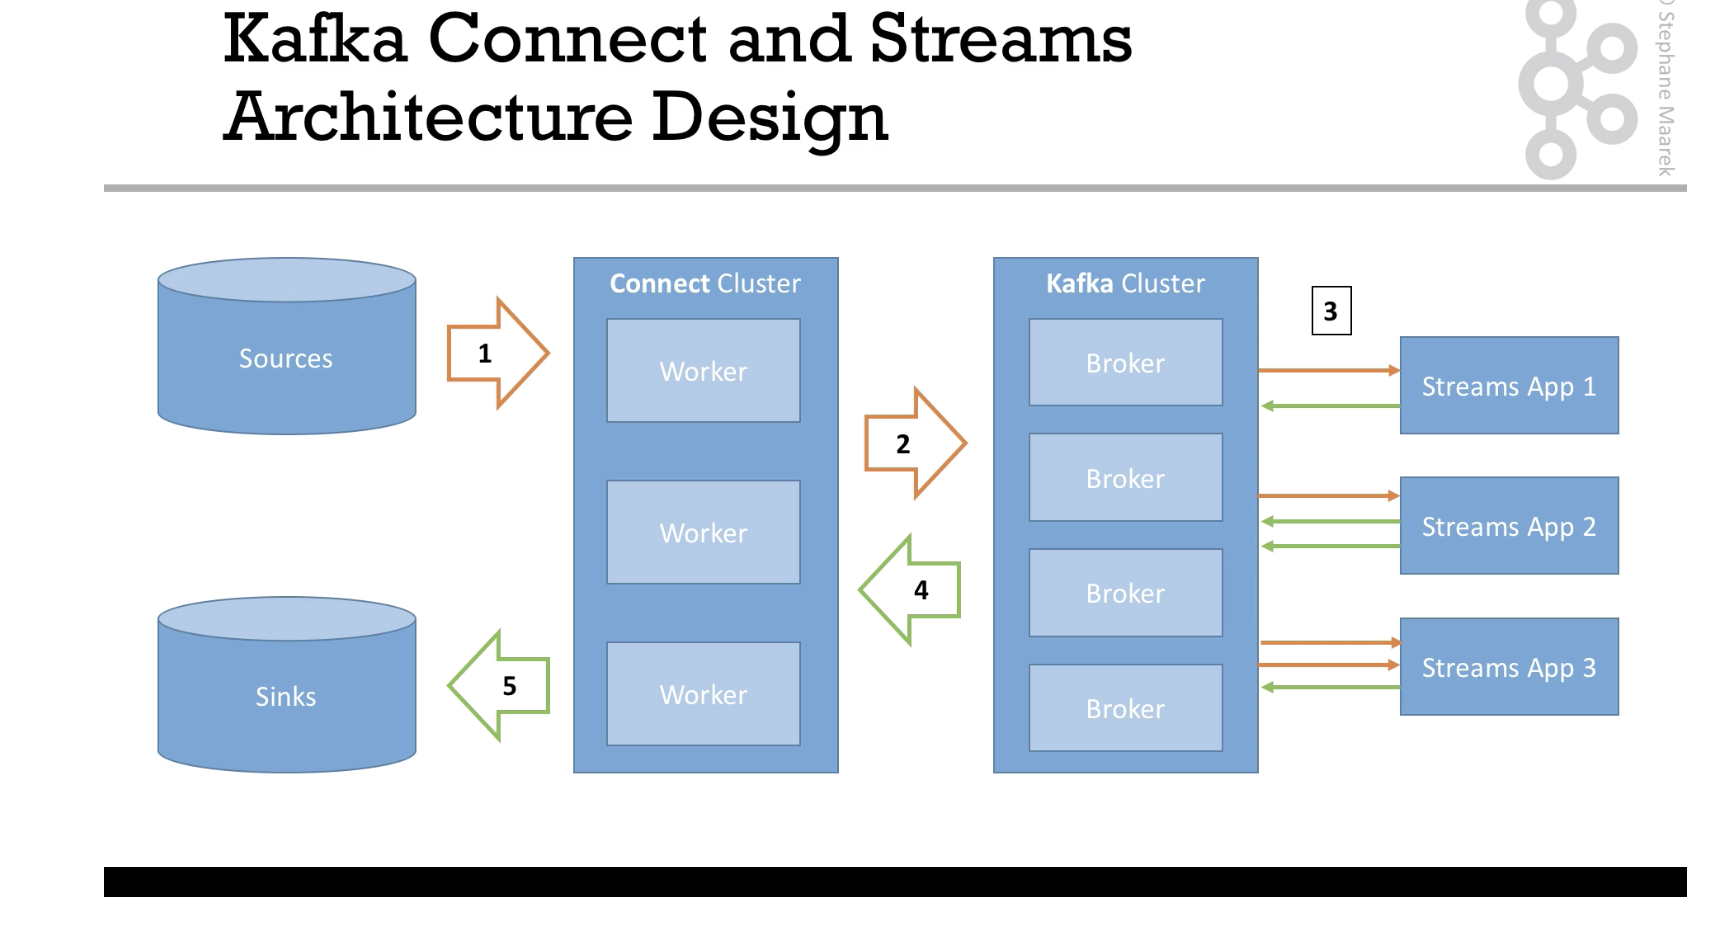 Kafka Connect and Streams
Architecture Design
Stephane Maarek
Sources
1
Connect Cluster
Worker
Worker
Worker
2
4
Kafka Cluster
Broker
Broker
Broker
Broker
3
Streams App 1
Streams App 2
Streams App 3
Sinks
5